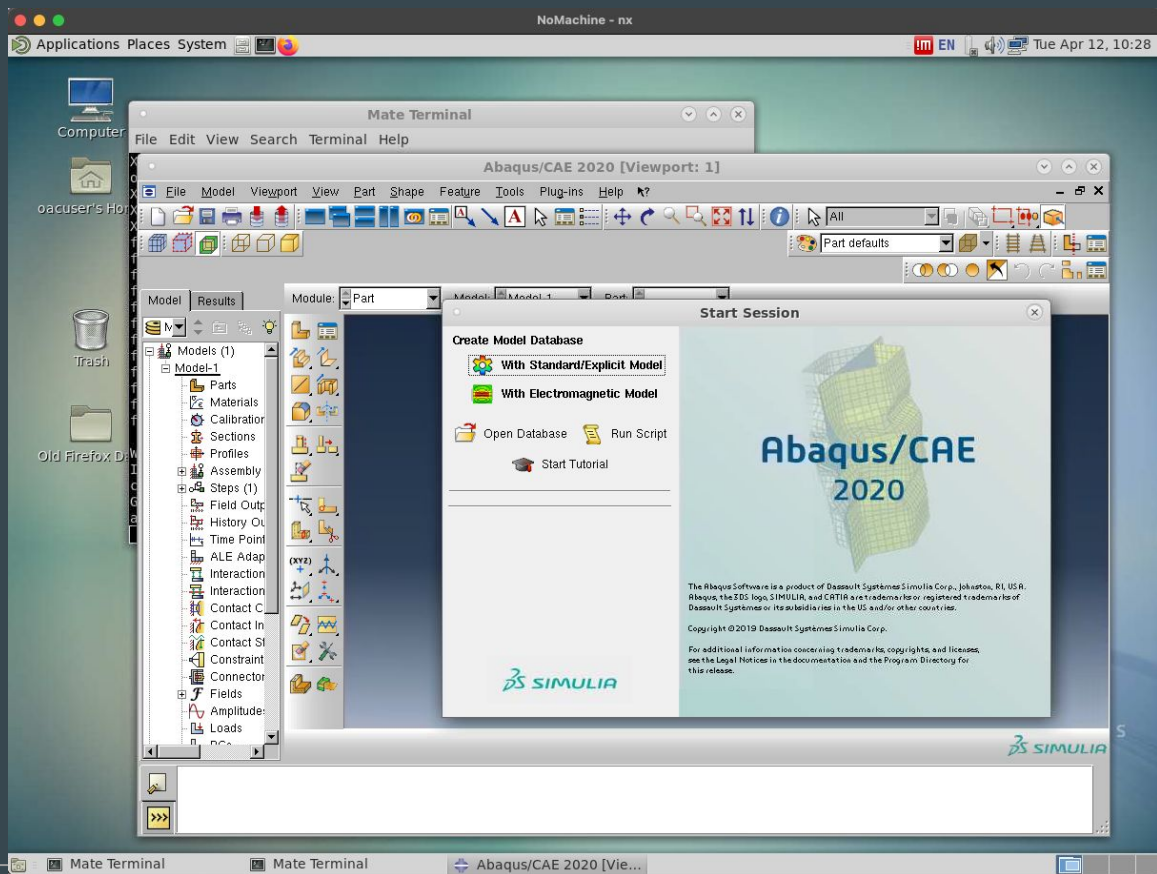 NoMachine - nx
Applications Places System
EN
Tue Apr 12, 10:28
Computer
Mate Terminal
File Edit View Search Terminal Help
Abaqus/CAE 2020 [Viewport: 1]
oacuser's Ho
File Model Viewport View Part Shape Feature Tools Plug-ins Help
All
Part defaults
Model Results
Module: Part Model: Model-1 Part:
Trash
Old Firefox D
Models (1)
Model-1
Parts
Materials
Calibration
Sections
Profiles
Assembly
Steps (1)
Field Outp
History Ou
Time Point
ALE Adap
Interaction
Interaction
Contact C
Contact In
Contact St
Constraint
Connector
Fields
Amplitude
Loads
(XYZ)
Start Session
Create Model Database
With Standard/Explicit Model
With Electromagnetic Model
Open Database Run Script
Start Tutorial
SIMULIA
Abaqus/CAE
2020
The Abaqus Software is a product of Dassault Systèmes Simulia Corp., Johnston, RI, USA.
Abaqus, the 3DS logo, SIMULIA, and CATIA are trademarks or registered trademarks of
Dassault Systèmes or its subsidiaries in the US and/or other countries.
Copyright ©2019 Dassault Systèmes Simulia Corp.
For additional information concerning trademarks, copyrights, and licenses,
see the Legal Notices in the documentation and the Program Directory for
this release.
SIMULIA
>>>
Mate Terminal
Mate Terminal
Abaqus/CAE 2020 [Vie...